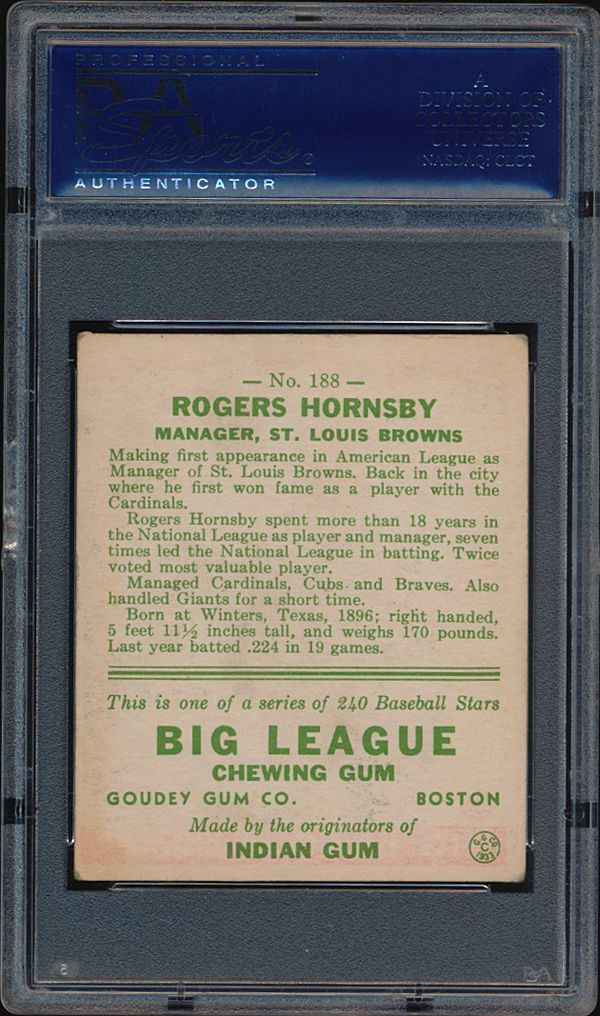 PROFESSIONAL
PSA
Sports
AUTHENTICATOR
A
DIVISION OF
COLLECTORS
UNIVERSE
NASDAQ: CLCT
— No. 188 —
ROGERS HORNSBY
MANAGER, ST. LOUIS BROWNS
Making first appearance in American League as
Manager of St. Louis Browns. Back in the city
where he first won fame as a player with the
Cardinals.
Rogers Hornsby spent more than 18 years in
the National League as player and manager, seven
times led the National League in batting. Twice
voted most valuable player.
Managed Cardinals, Cubs and Braves. Also
handled Giants for a short time.
Born at Winters, Texas, 1896; right handed,
5 feet 11½ inches tall, and weighs 170 pounds.
Last year batted .224 in 19 games.
This is one of a series of 240 Baseball Stars
BIG LEAGUE
CHEWING GUM
GOUDEY GUM CO. BOSTON
Made by the originators of
INDIAN GUM
G. G. CO.
C
1933
5
PSA